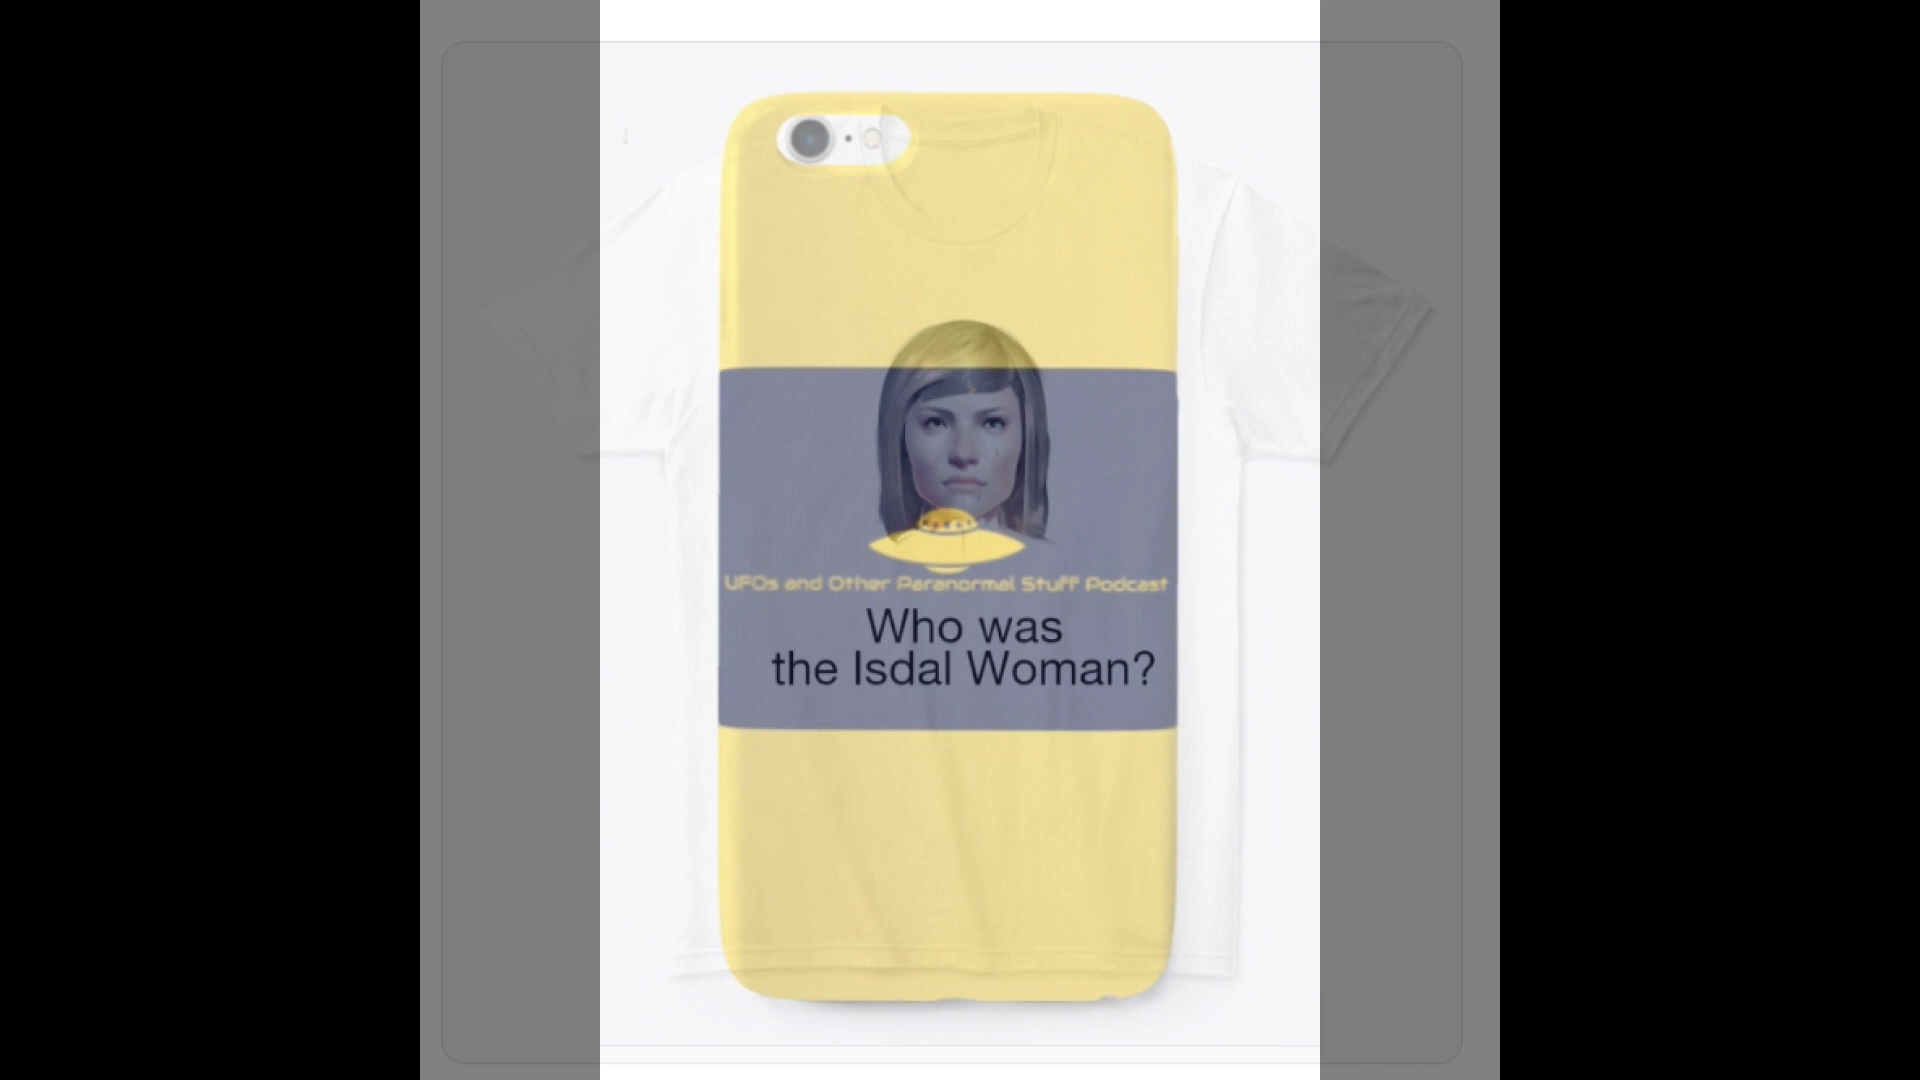 UFOs and Other Paranormal Stuff Podcast
Who was
the Isdal Woman?